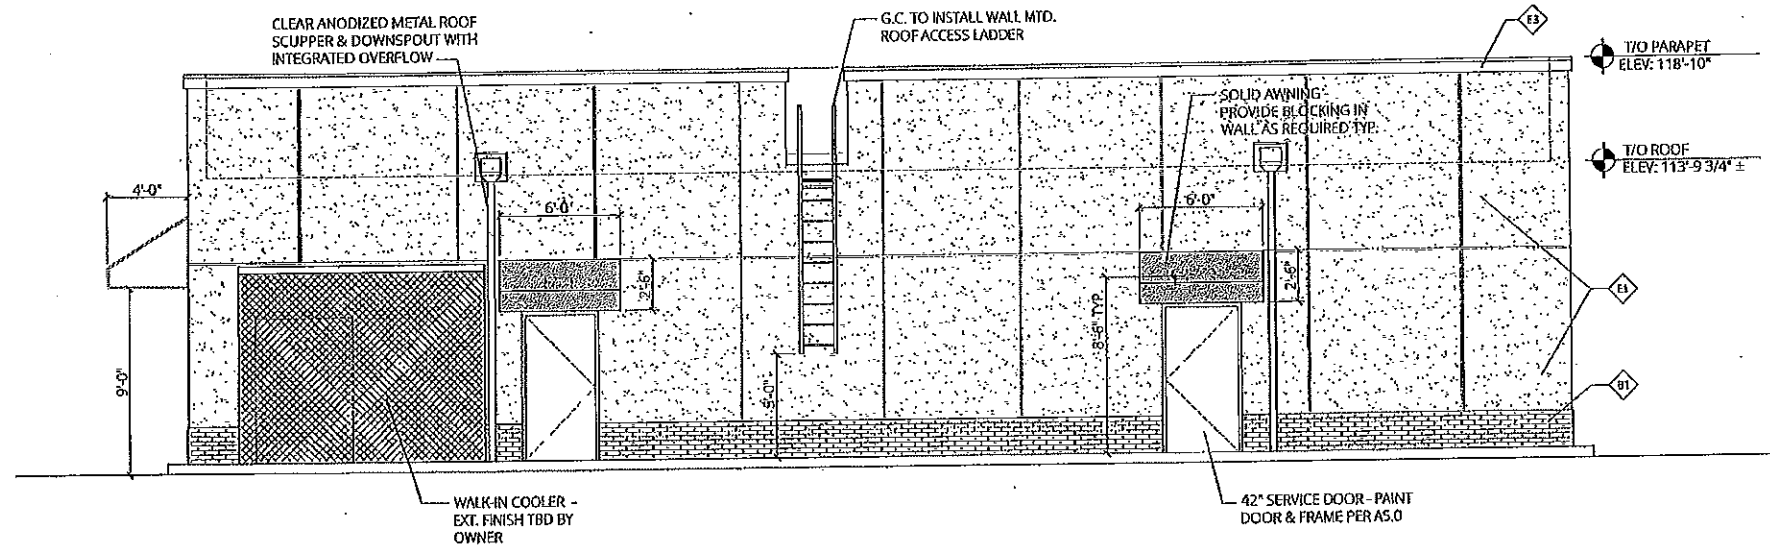 CLEAR ANODIZED METAL ROOF
SCUPPER & DOWNSPOUT WITH
INTEGRATED OVERFLOW
G.C. TO INSTALL WALL MTD.
ROOF ACCESS LADDER
E3
T/O PARAPET
ELEV: 118'-10"
SOLID AWNING -
PROVIDE BLOCKING IN
WALL AS REQUIRED TYP.
T/O ROOF
ELEV: 113'-9 3/4" ±
4'-0"
6'-0"
6'-0"
2'-6"
2'-6"
8'-6" TYP.
9'-0"
B1
WALK-IN COOLER -
EXT. FINISH TBD BY
OWNER
42" SERVICE DOOR - PAINT
DOOR & FRAME PER A5.0